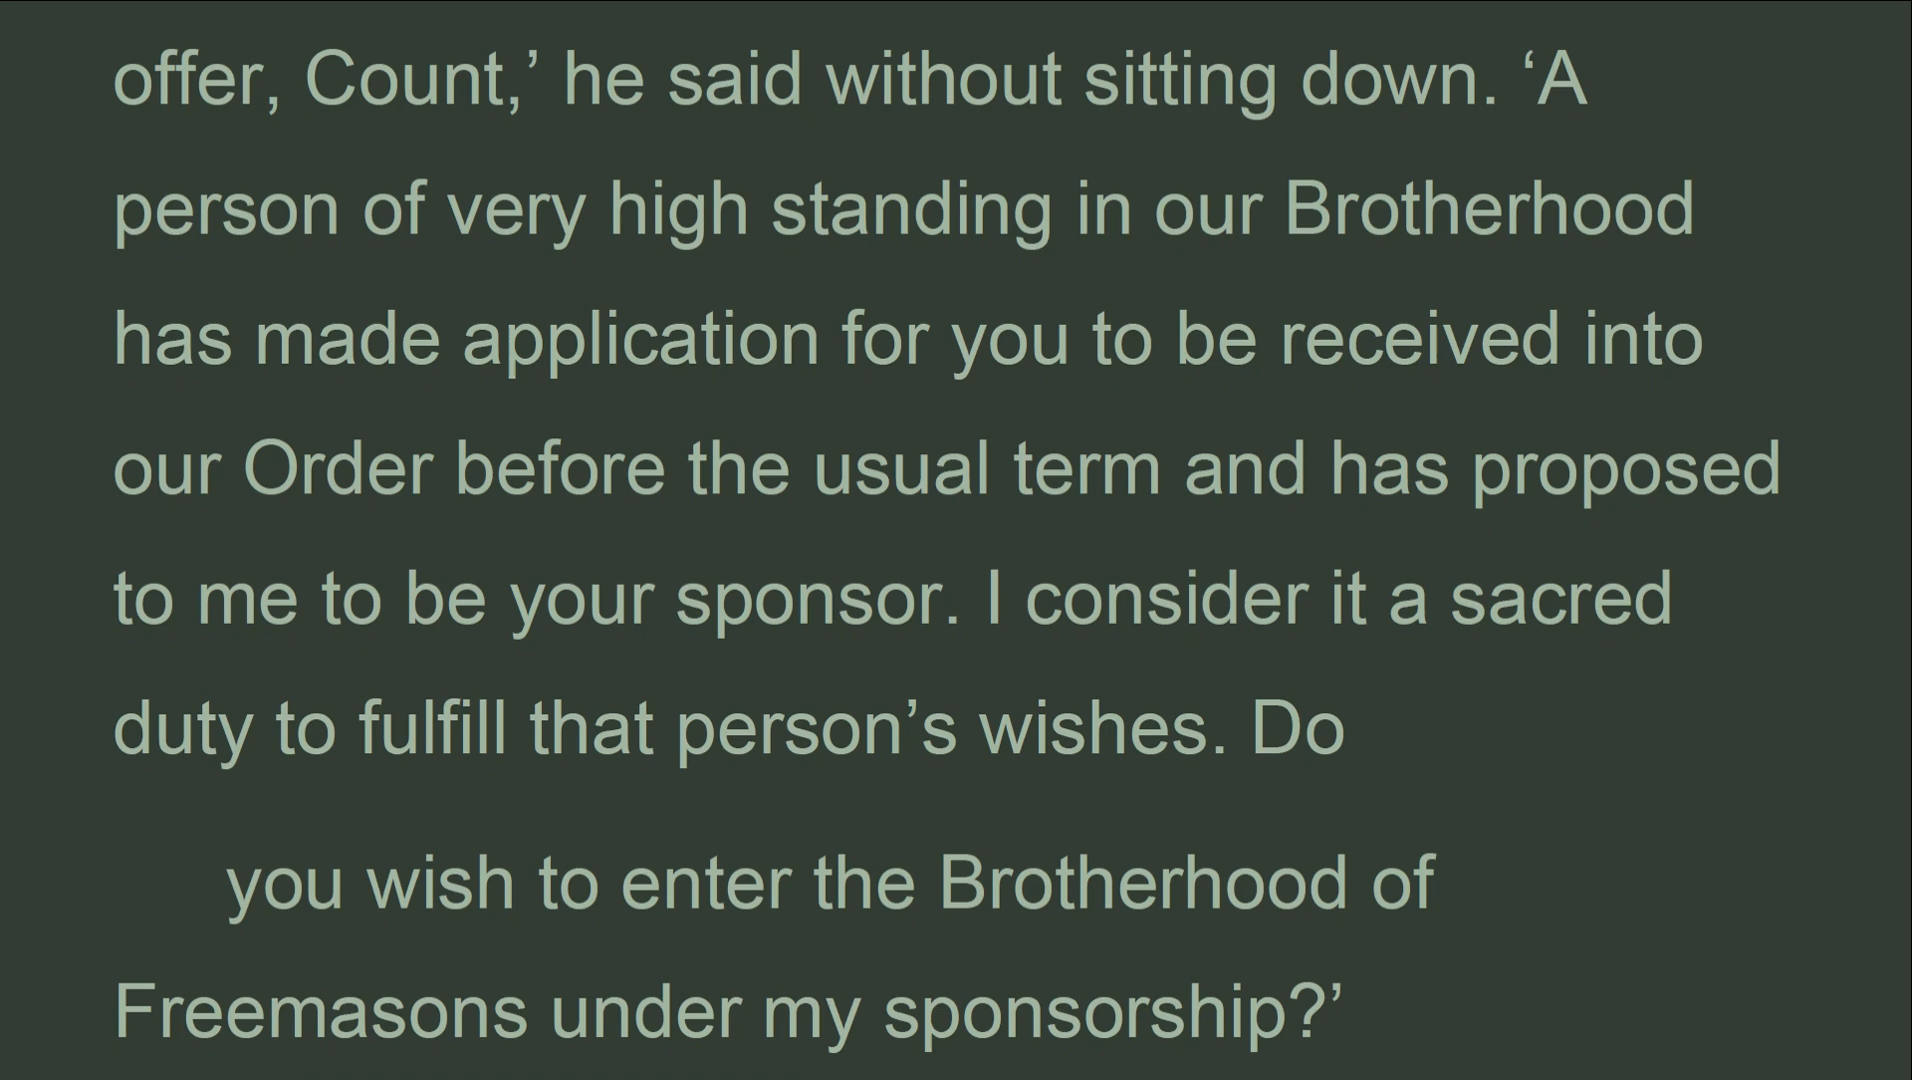 offer, Count,’ he said without sitting down. ‘A
person of very high standing in our Brotherhood
has made application for you to be received into
our Order before the usual term and has proposed
to me to be your sponsor. I consider it a sacred
duty to fulfill that person’s wishes. Do
you wish to enter the Brotherhood of
Freemasons under my sponsorship?’